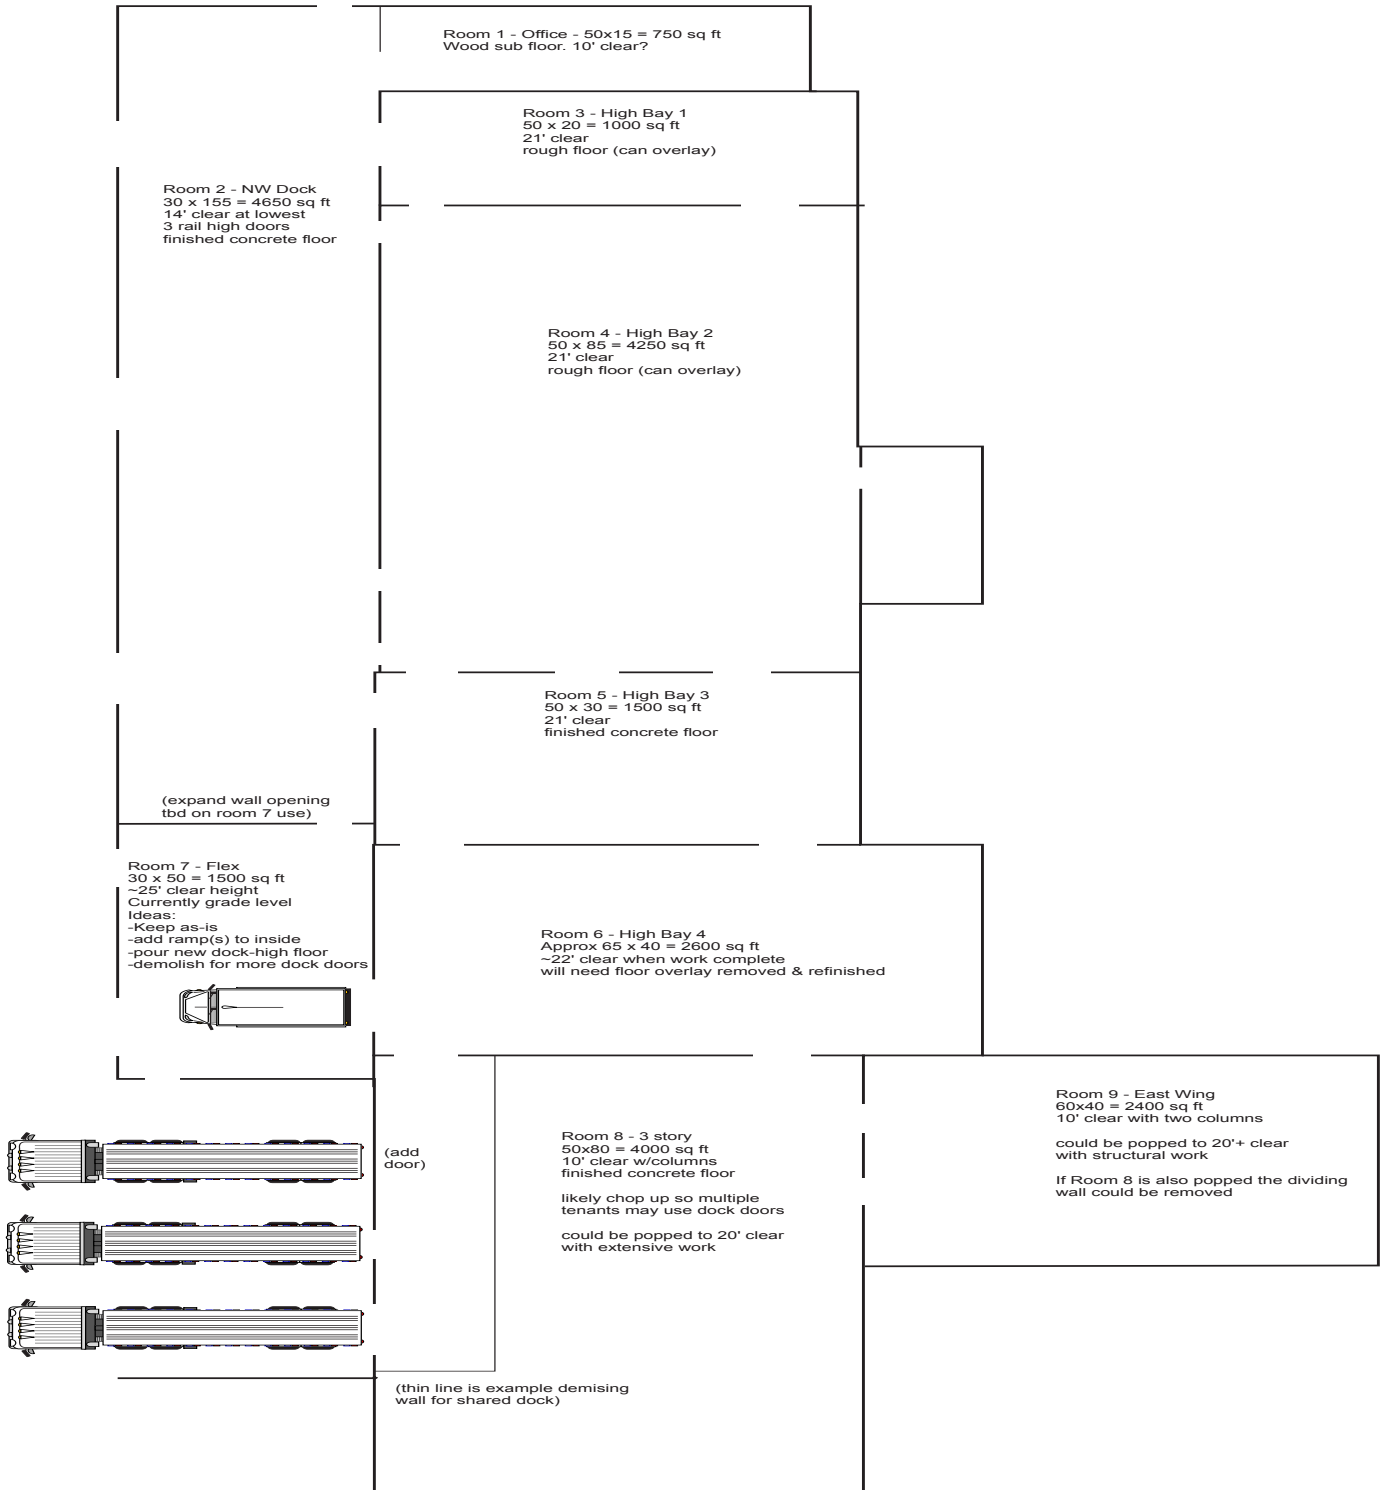 Room 1 - Office - 50x15 = 750 sq ft
Wood sub floor. 10' clear?
Room 3 - High Bay 1
50 x 20 = 1000 sq ft
21' clear
rough floor (can overlay)
Room 2 - NW Dock
30 x 155 = 4650 sq ft
14' clear at lowest
3 rail high doors
finished concrete floor
Room 4 - High Bay 2
50 x 85 = 4250 sq ft
21' clear
rough floor (can overlay)
Room 5 - High Bay 3
50 x 30 = 1500 sq ft
21' clear
finished concrete floor
(expand wall opening
tbd on room 7 use)
Room 7 - Flex
30 x 50 = 1500 sq ft
~25' clear height
Currently grade level
Ideas:
-Keep as-is
-add ramp(s) to inside
-pour new dock-high floor
-demolish for more dock doors
Room 6 - High Bay 4
Approx 65 x 40 = 2600 sq ft
~22' clear when work complete
will need floor overlay removed & refinished
Room 9 - East Wing
60x40 = 2400 sq ft
10' clear with two columns
could be popped to 20'+ clear
with structural work
If Room 8 is also popped the dividing
wall could be removed
(add
door)
Room 8 - 3 story
50x80 = 4000 sq ft
10' clear w/columns
finished concrete floor
likely chop up so multiple
tenants may use dock doors
could be popped to 20' clear
with extensive work
(thin line is example demising
wall for shared dock)